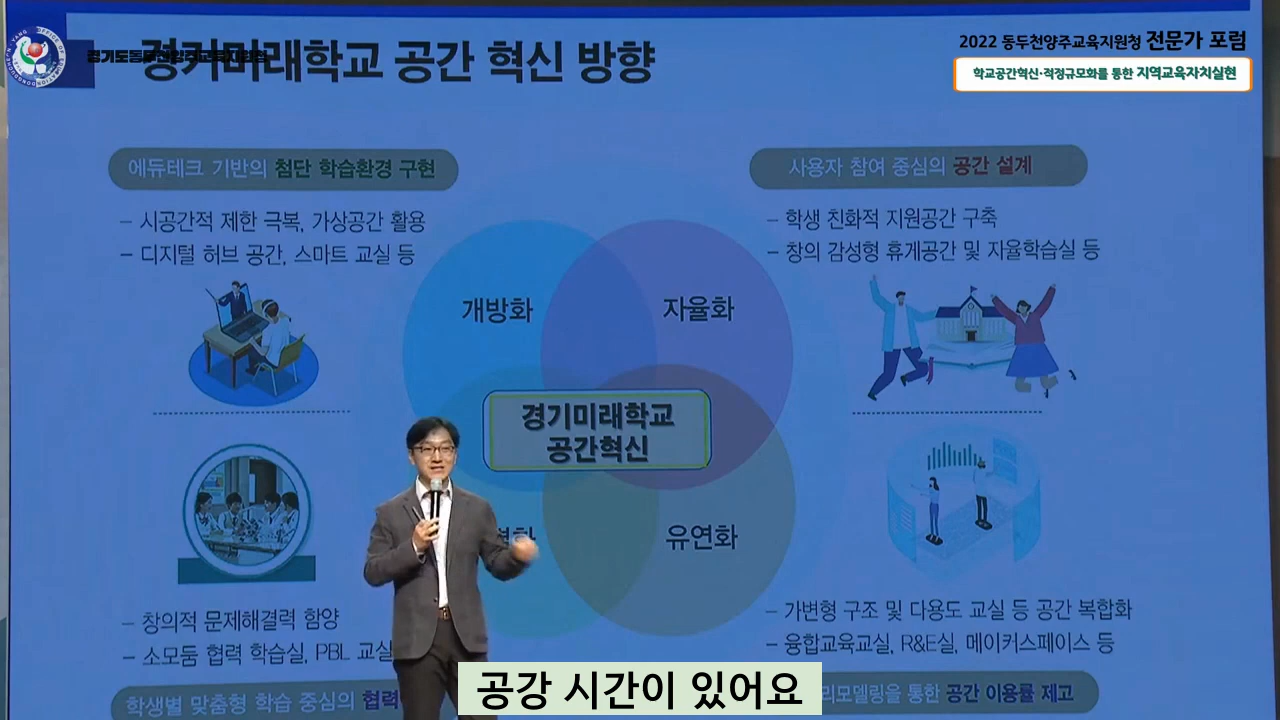 경기미래학교 공간 혁신 방향
2022 동두천양주교육지원청 전문가 포럼
학교공간혁신·적정규모화를 통한 지역교육자치실현
에듀테크 기반의 첨단 학습환경 구현
– 시공간적 제한 극복, 가상공간 활용
– 디지털 허브 공간, 스마트 교실 등
사용자 참여 중심의 공간 설계
– 학생 친화적 지원공간 구축
– 창의 감성형 휴게공간 및 자율학습실 등
개방화
자율화
경기미래학교
공간혁신
유연화
– 창의적 문제해결력 함양
– 소모둠 협력 학습실, PBL 교실
학생별 맞춤형 학습 중심의 협력
– 가변형 구조 및 다용도 교실 등 공간 복합화
– 융합교육교실, R&E실, 메이커스페이스 등
리모델링을 통한 공간 이용률 제고
공강 시간이 있어요